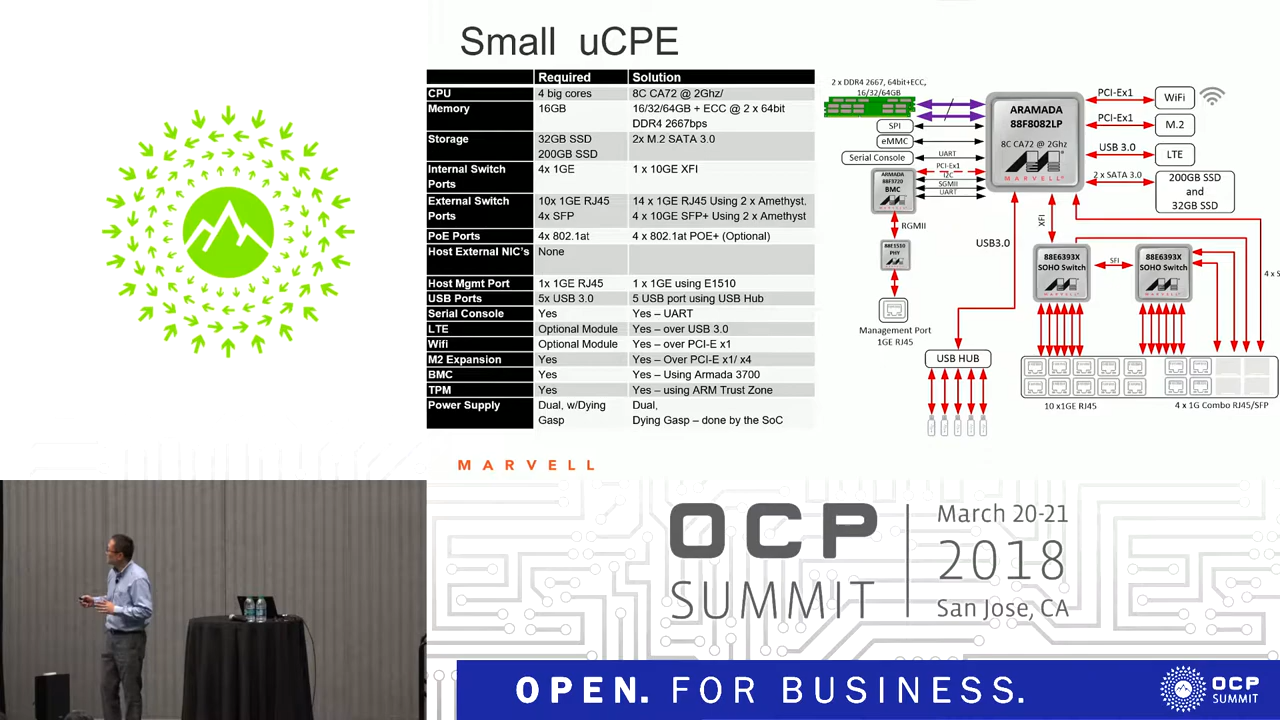 Small uCPE
Required Solution
CPU 4 big cores 8C CA72 @ 2Ghz/
Memory 16GB 16/32/64GB + ECC @ 2 x 64bit
DDR4 2667bps
Storage 32GB SSD 2x M.2 SATA 3.0
200GB SSD
Internal Switch 4x 1GE 1 x 10GE XFI
Ports
External Switch 10x 1GE RJ45 14 x 1GE RJ45 Using 2 x Amethyst.
Ports 4x SFP 4 x 10GE SFP+ Using 2 x Amethyst
PoE Ports 4x 802.1at 4 x 802.1at POE+ (Optional)
Host External NIC's None
Host Mgmt Port 1x 1GE RJ45 1 x 1GE using E1510
USB Ports 5x USB 3.0 5 USB port using USB Hub
Serial Console Yes Yes – UART
LTE Optional Module Yes – over USB 3.0
Wifi Optional Module Yes – over PCI-E x1
M2 Expansion Yes Yes – Over PCI-E x1/ x4
BMC Yes Yes – Using Armada 3700
TPM Yes Yes – using ARM Trust Zone
Power Supply Dual, w/Dying Dual,
Gasp Dying Gasp – done by the SoC
2 x DDR4 2667, 64bit+ECC,
16/32/64GB
SPI
eMMC
Serial Console
UART
PCI-Ex1
I2C
SGMII
UART
ARAMADA
88F8082LP
8C CA72 @ 2Ghz
MARVELL
PCI-Ex1
WiFi
PCI-Ex1
M.2
USB 3.0
LTE
2 x SATA 3.0
200GB SSD
and
32GB SSD
ARMADA
88F3720
BMC
MARVELL
RGMII
88E1510
PHY
Management Port
1GE RJ45
USB3.0
XFI
88E6393X
SOHO Switch
MARVELL
SFI
88E6393X
SOHO Switch
MARVELL
4 x S
USB HUB
10 x1GE RJ45
4 x 1G Combo RJ45/SFP
MARVELL
OCP
SUMMIT
March 20-21
2018
San Jose, CA
OPEN. FOR BUSINESS.
OCP
SUMMIT